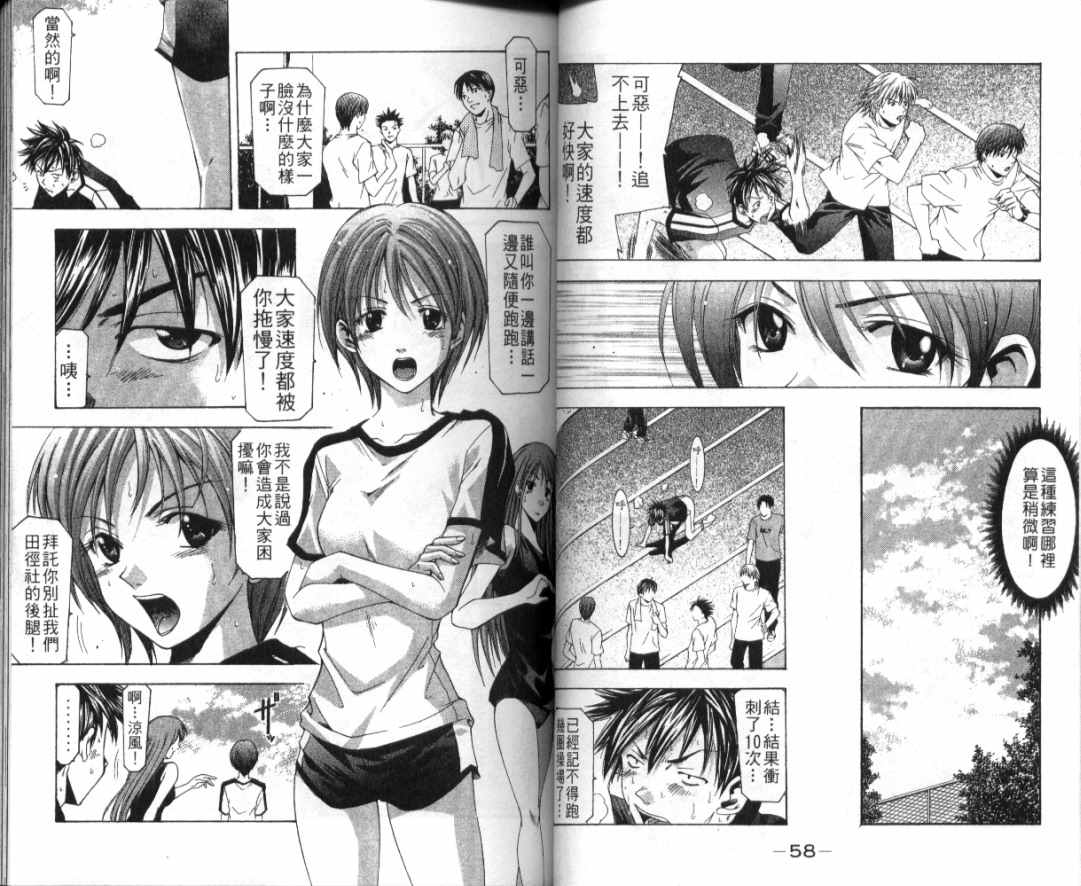 可惡——！追
不上去——！
大家的速度都
好快啊！
這種練習哪裡
算是稍微啊！
呼——
呼——
結…結果衝
刺了10次…
已經記不得跑
幾圈操場了…
—58—
可惡…
為什麼大家一
臉沒什麼的樣
子啊…
當然的啊！
誰叫你一邊講話一
邊又隨便跑跑…
大家速度都被
你拖慢了！
…咦…
我不是說過
你會造成大家困
擾嘛！
拜託你別扯我們
田徑社的後腿！
啊…涼風！
………